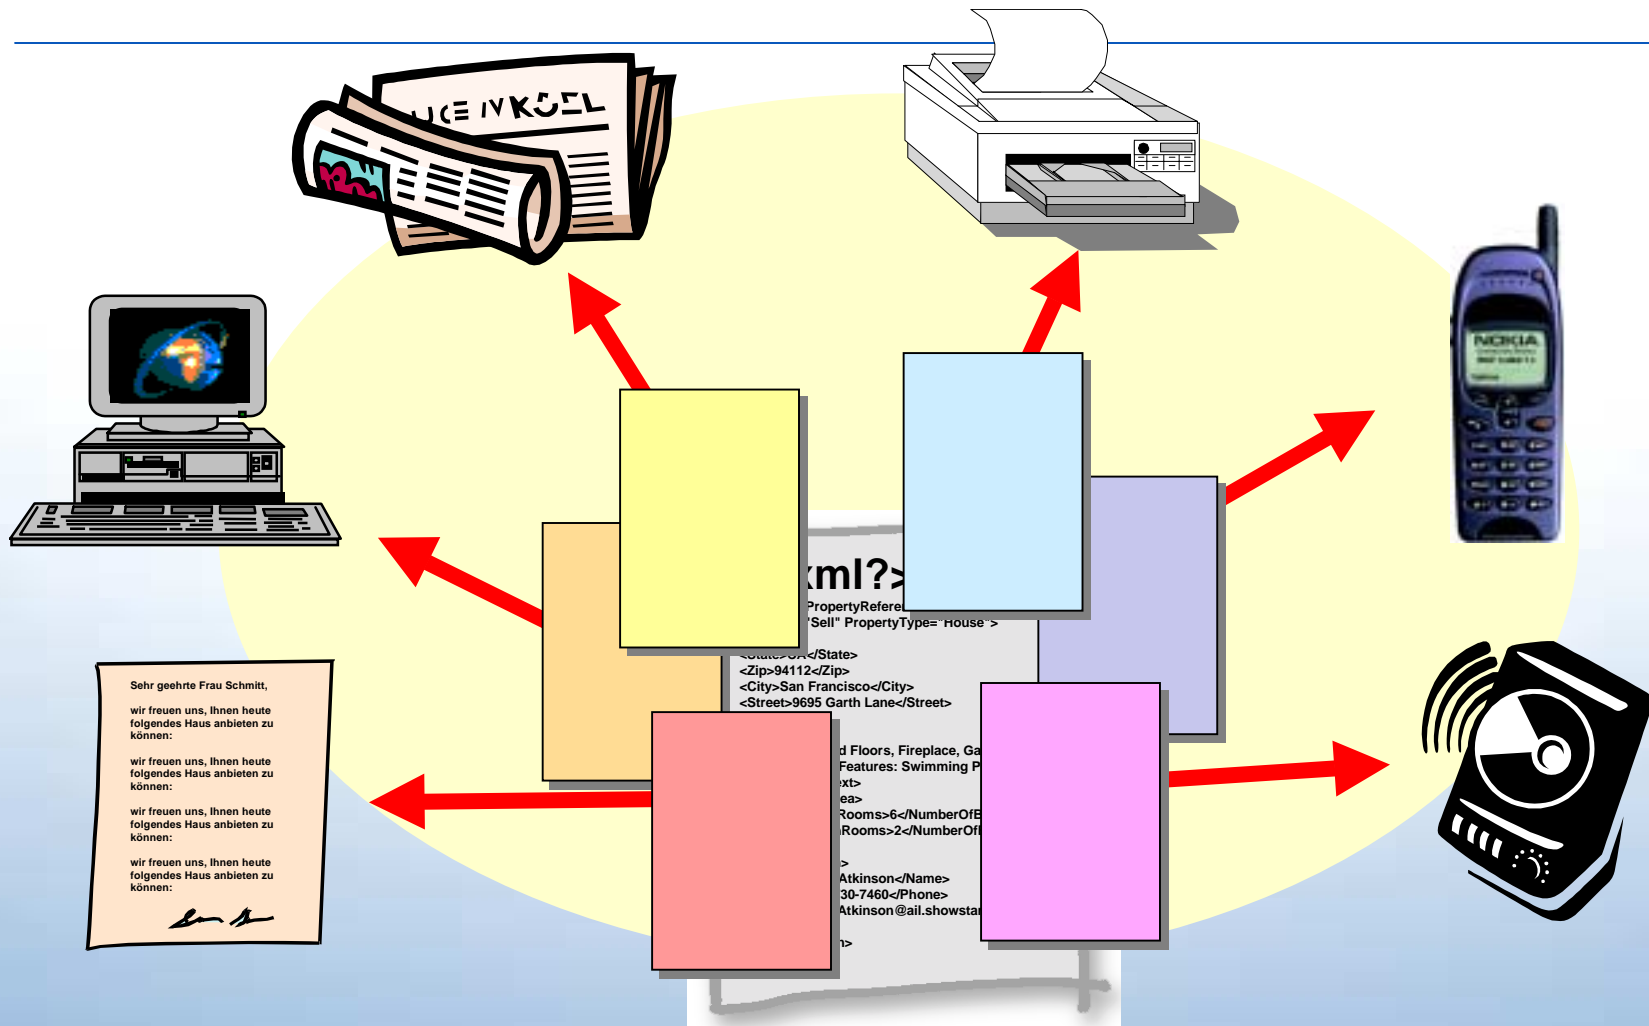 NOKIA
xml?>
PropertyRefere
"Sell" PropertyType="House">
<State>CA</State>
<Zip>94112</Zip>
<City>San Francisco</City>
<Street>9695 Garth Lane</Street>
d Floors, Fireplace, Ga
Features: Swimming P
ext>
ea>
Rooms>6</NumberOfB
Rooms>2</NumberOf
>
Atkinson</Name>
30-7460</Phone>
Atkinson@ail.showstar
n>
Sehr geehrte Frau Schmitt,
wir freuen uns, Ihnen heute
folgendes Haus anbieten zu
können:
wir freuen uns, Ihnen heute
folgendes Haus anbieten zu
können:
wir freuen uns, Ihnen heute
folgendes Haus anbieten zu
können:
wir freuen uns, Ihnen heute
folgendes Haus anbieten zu
können: